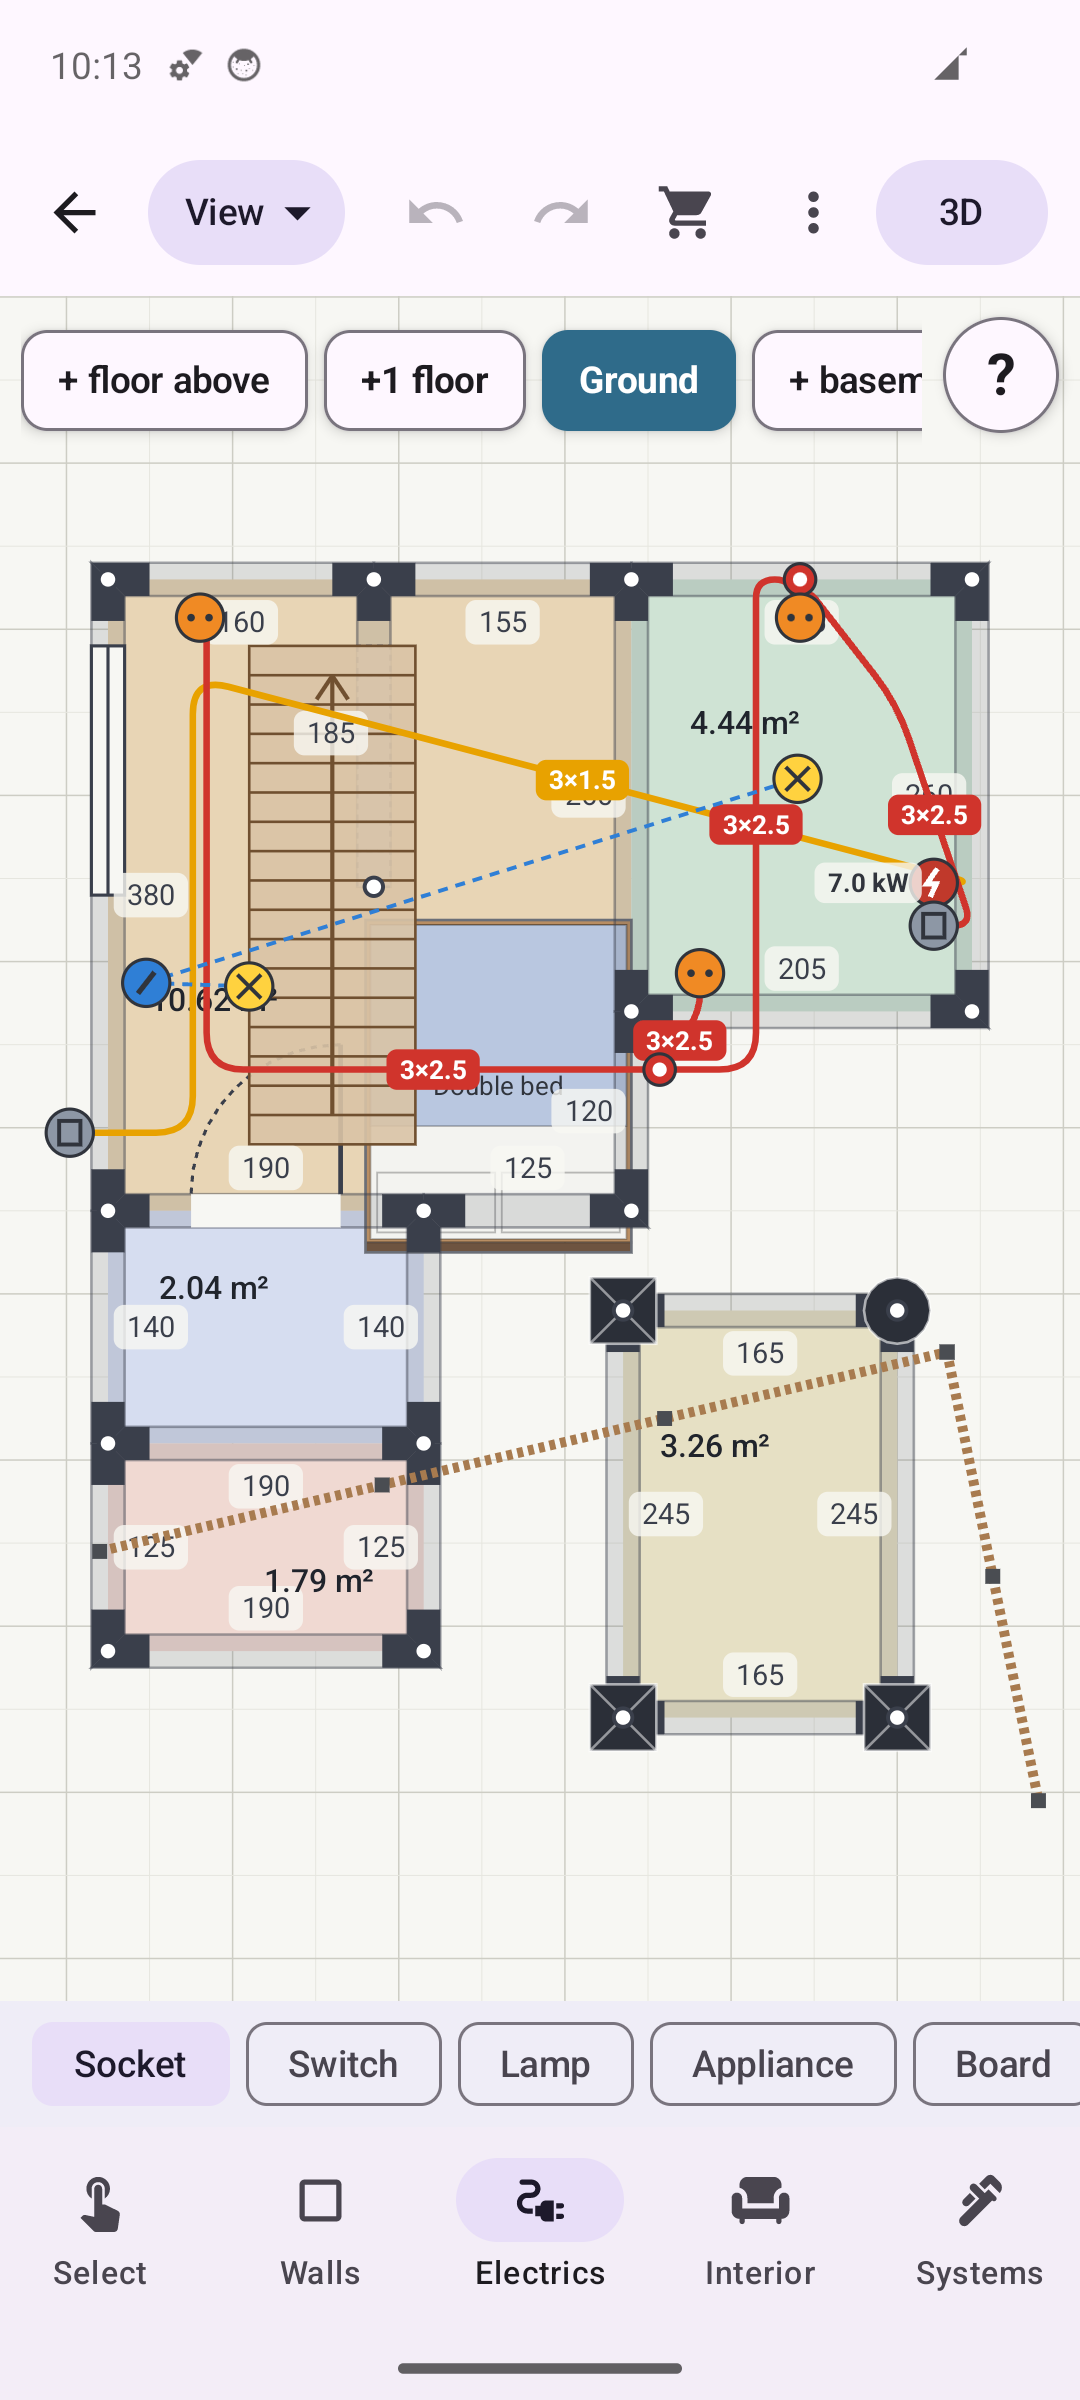 10:13
View
3D
+ floor above
+1 floor
Ground
+ basem
?
160
155
4.44 m²
185
3×1.5
3×2.5
3×2.5
7.0 kW
380
205
3×2.5
3×2.5
Double bed
120
190
125
2.04 m²
140
140
165
3.26 m²
190
245
245
125
125
1.79 m²
190
165
Socket
Switch
Lamp
Appliance
Board
Select
Walls
Electrics
Interior
Systems